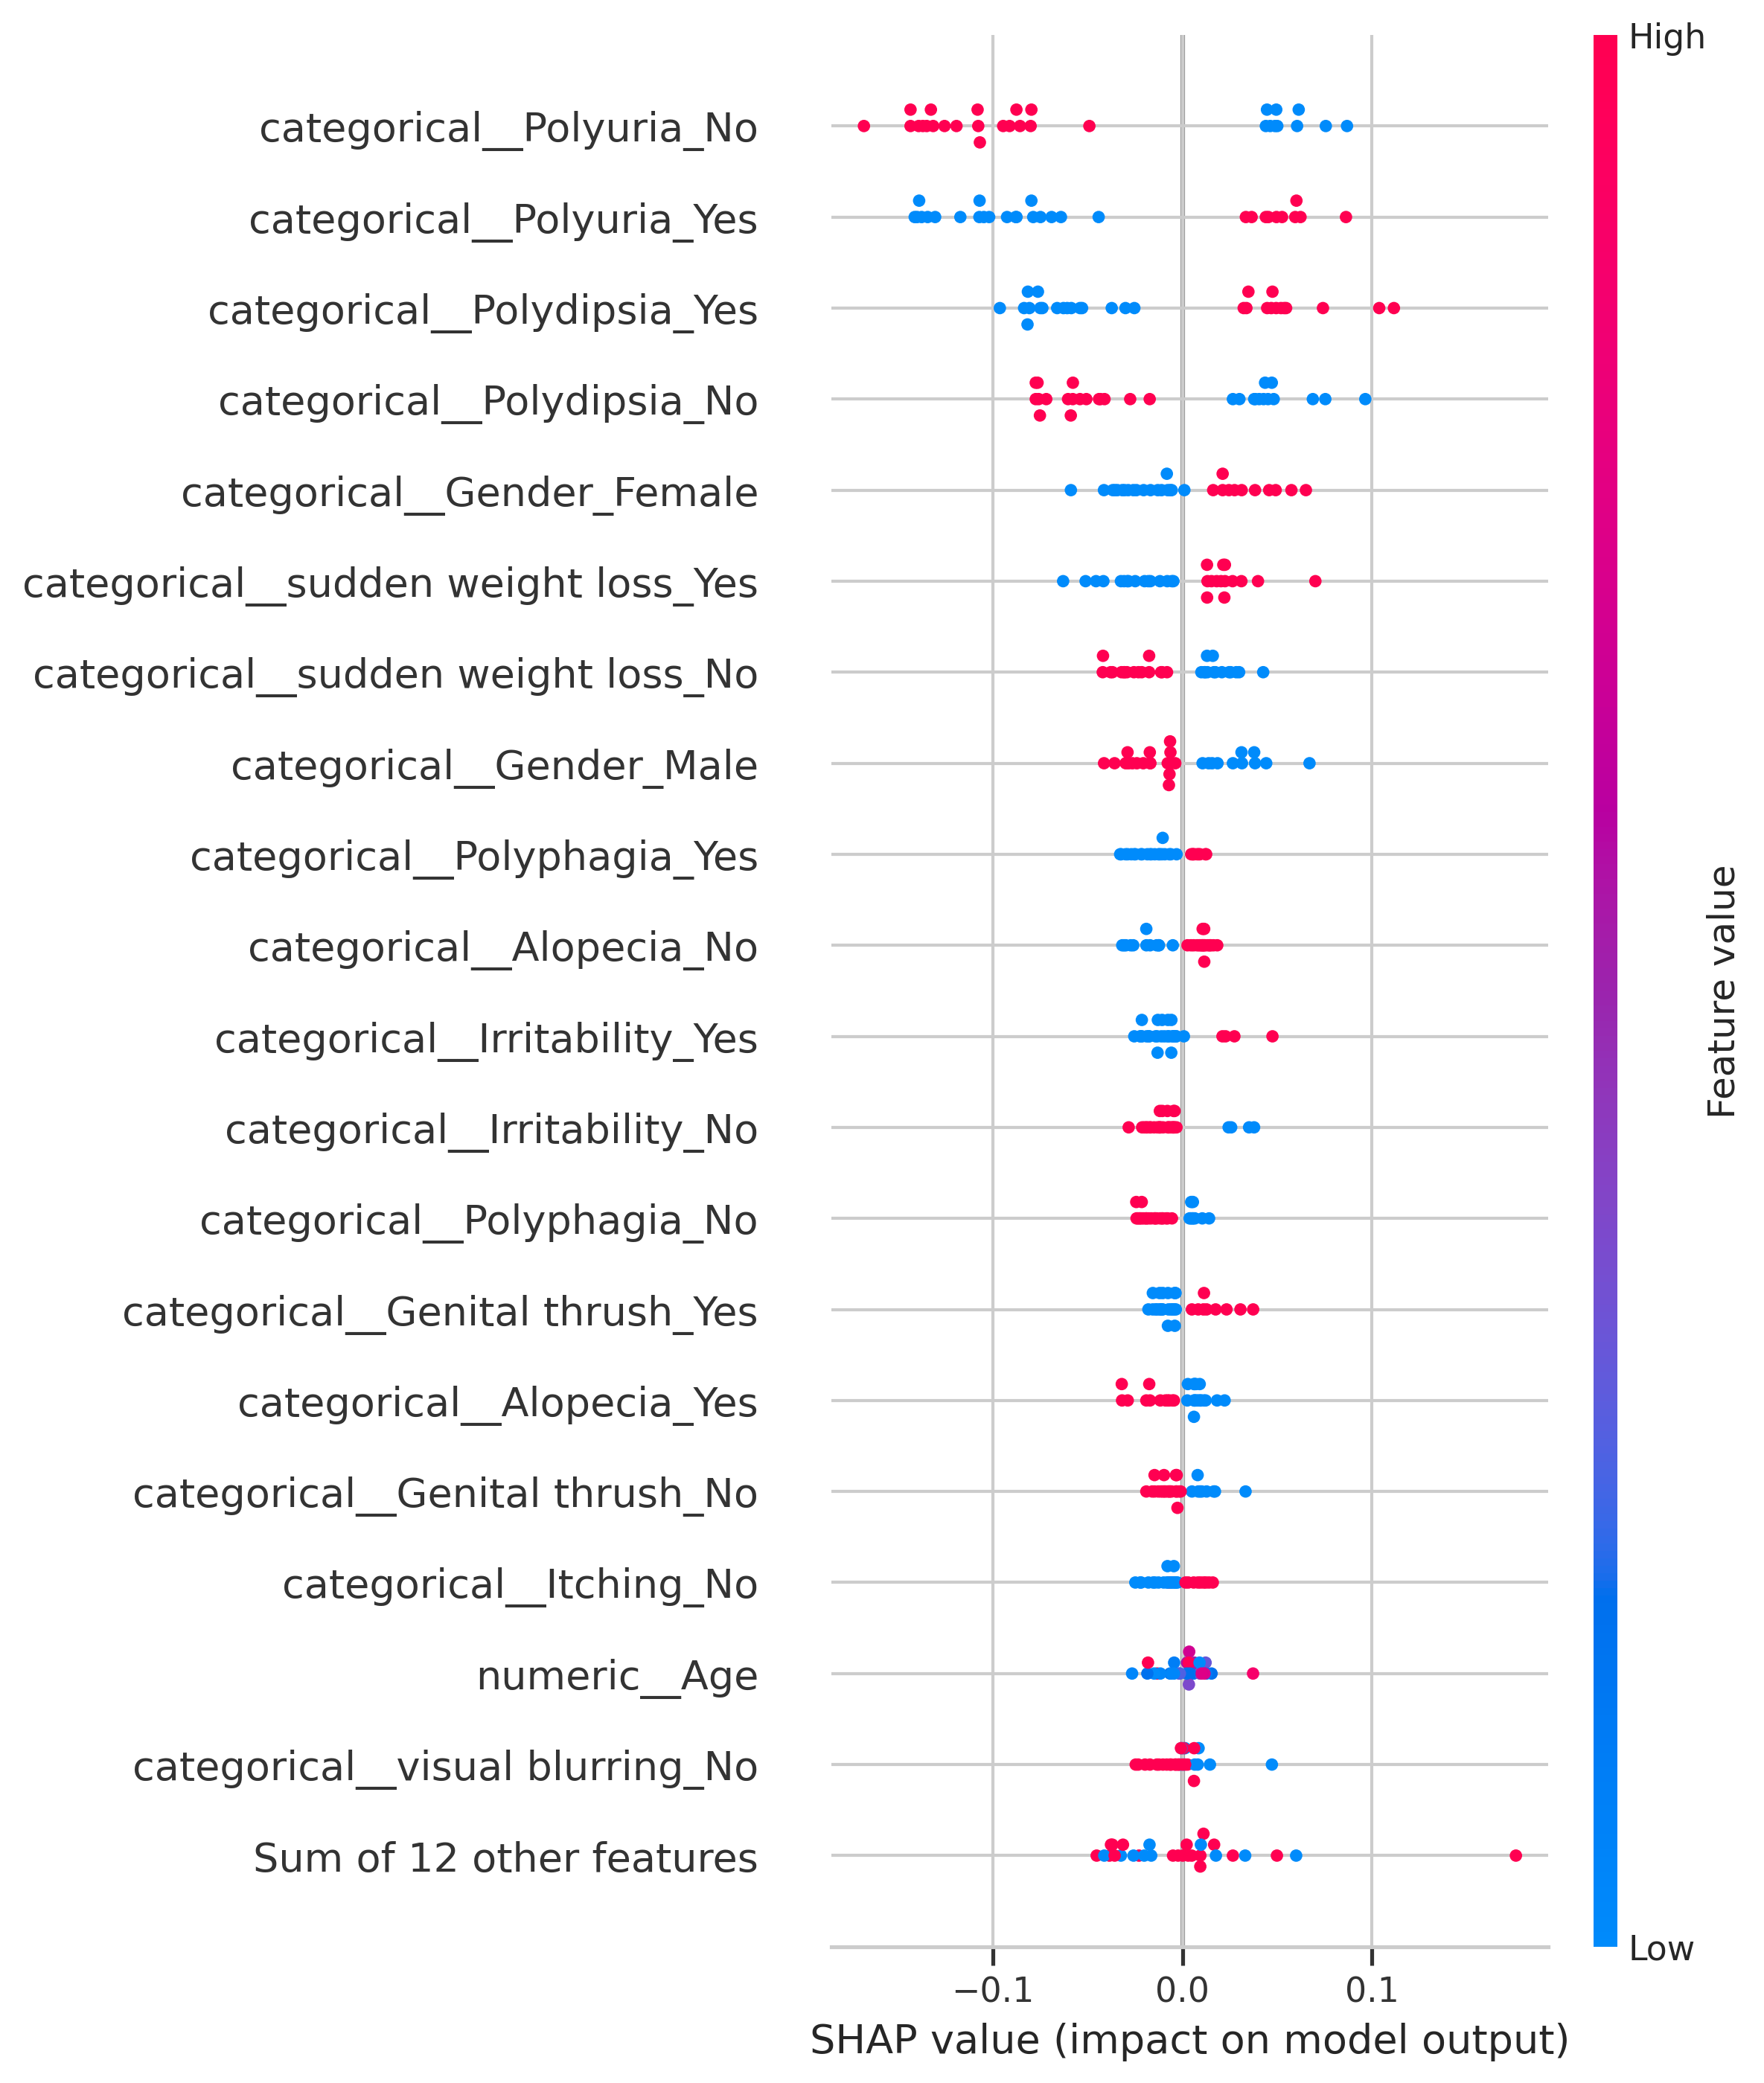 High
categorical__Polyuria_No
categorical__Polyuria_Yes
categorical__Polydipsia_Yes
categorical__Polydipsia_No
categorical__Gender_Female
categorical__sudden weight loss_Yes
categorical__sudden weight loss_No
categorical__Gender_Male
categorical__Polyphagia_Yes
categorical__Alopecia_No
categorical__Irritability_Yes
categorical__Irritability_No
categorical__Polyphagia_No
categorical__Genital thrush_Yes
categorical__Alopecia_Yes
categorical__Genital thrush_No
categorical__Itching_No
numeric__Age
categorical__visual blurring_No
Sum of 12 other features
Feature value
Low
−0.1 0.0 0.1
SHAP value (impact on model output)